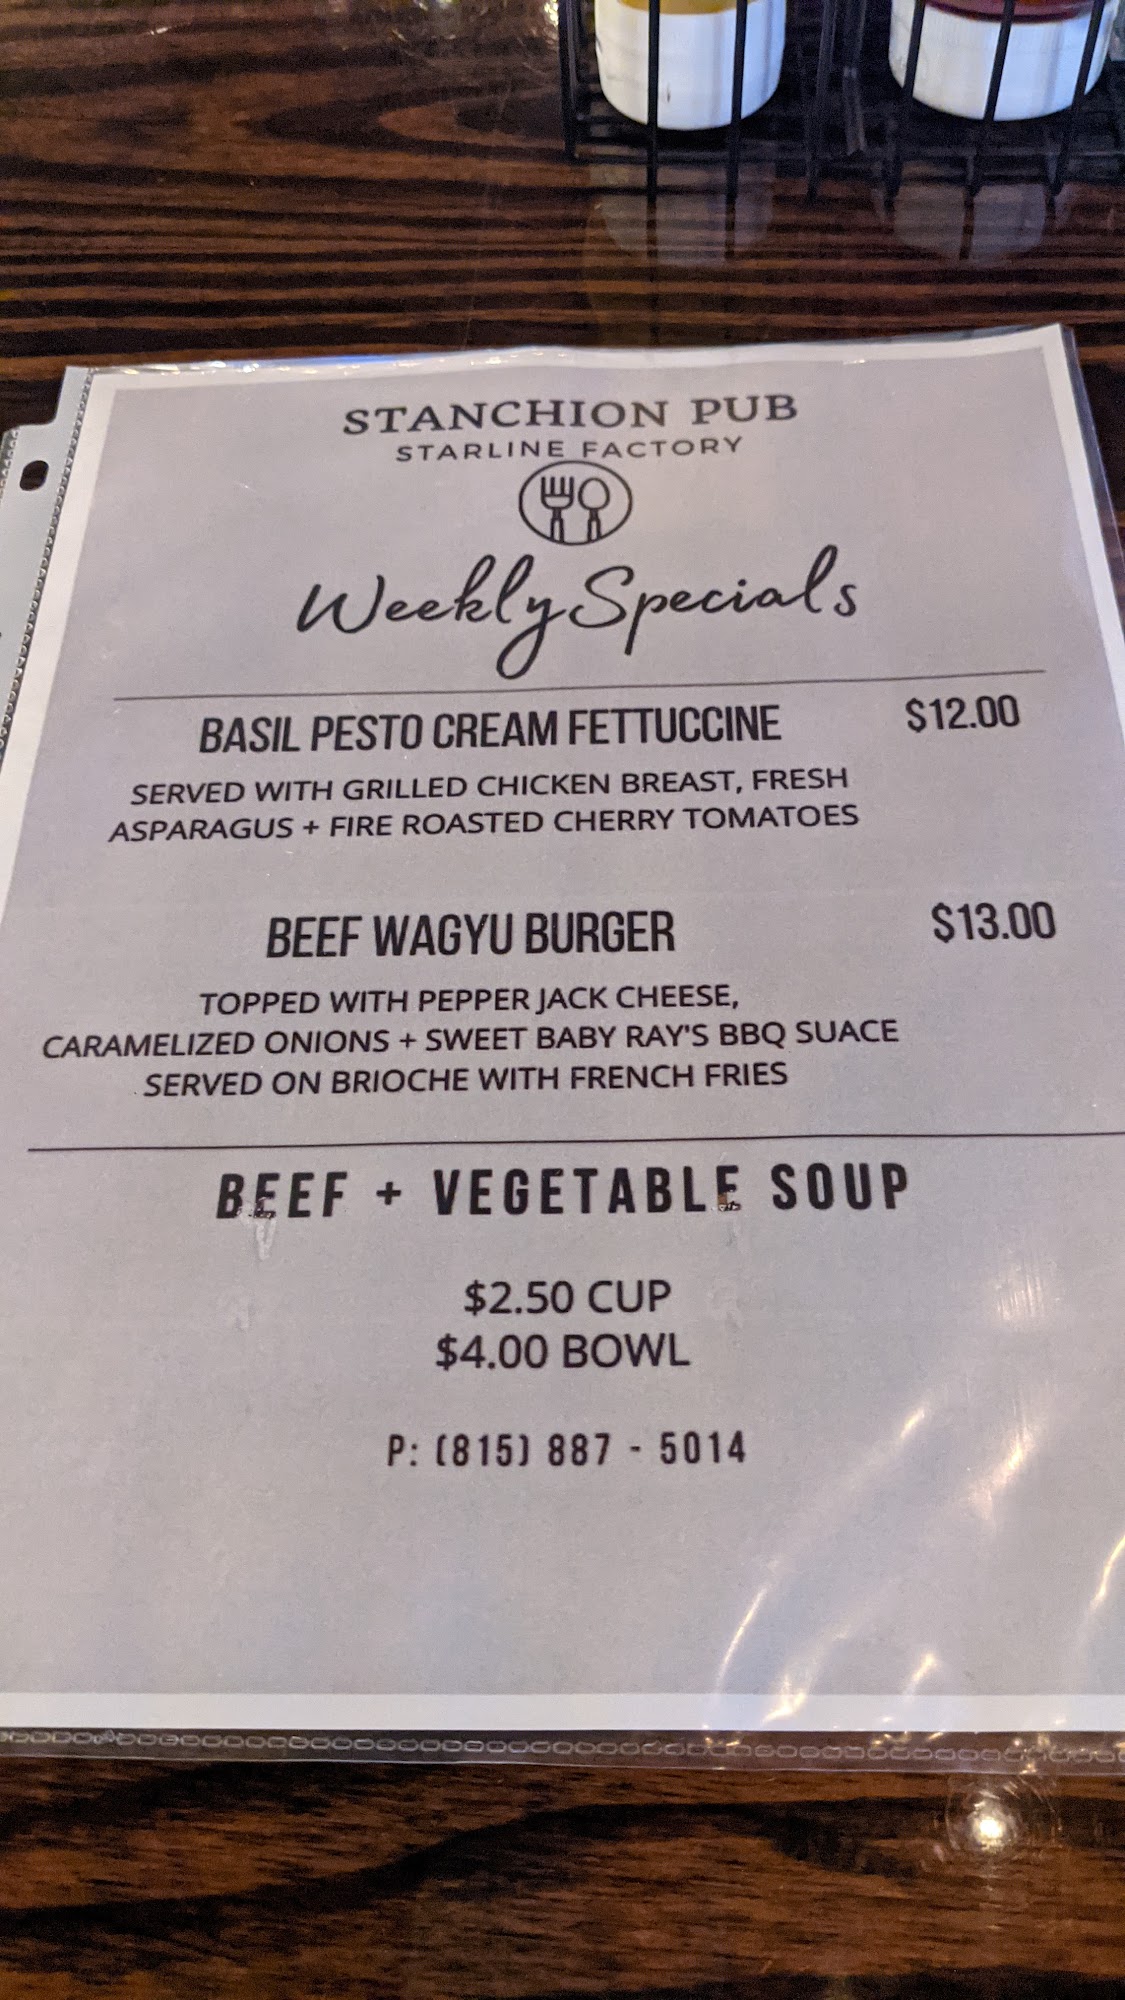 STANCHION PUB
STARLINE FACTORY
Weekly Specials
BASIL PESTO CREAM FETTUCCINE $12.00
SERVED WITH GRILLED CHICKEN BREAST, FRESH
ASPARAGUS + FIRE ROASTED CHERRY TOMATOES
BEEF WAGYU BURGER $13.00
TOPPED WITH PEPPER JACK CHEESE,
CARAMELIZED ONIONS + SWEET BABY RAY'S BBQ SUACE
SERVED ON BRIOCHE WITH FRENCH FRIES
BEEF + VEGETABLE SOUP
$2.50 CUP
$4.00 BOWL
P: (815) 887 - 5014